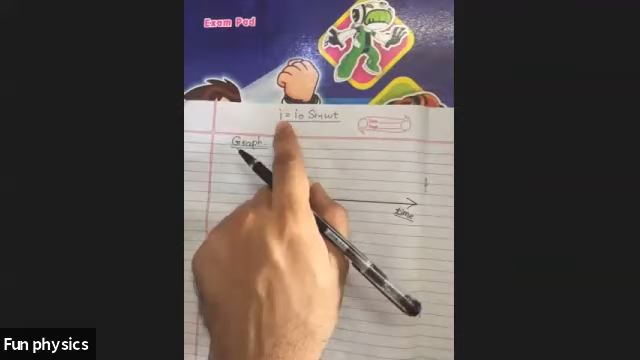 Exam Pad
i = i₀ Sinωt
Graph
time
Fun physics